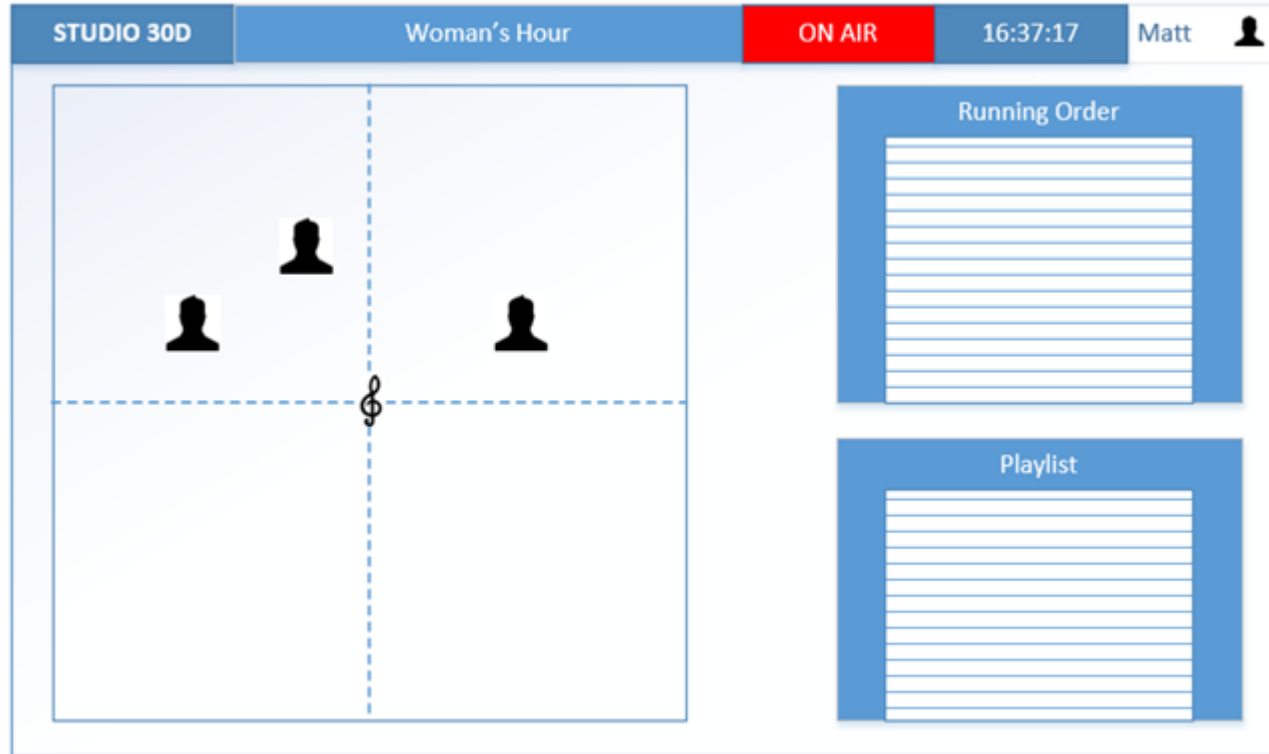 STUDIO 30D
Woman's Hour
ON AIR
16:37:17
Matt
Running Order
Playlist